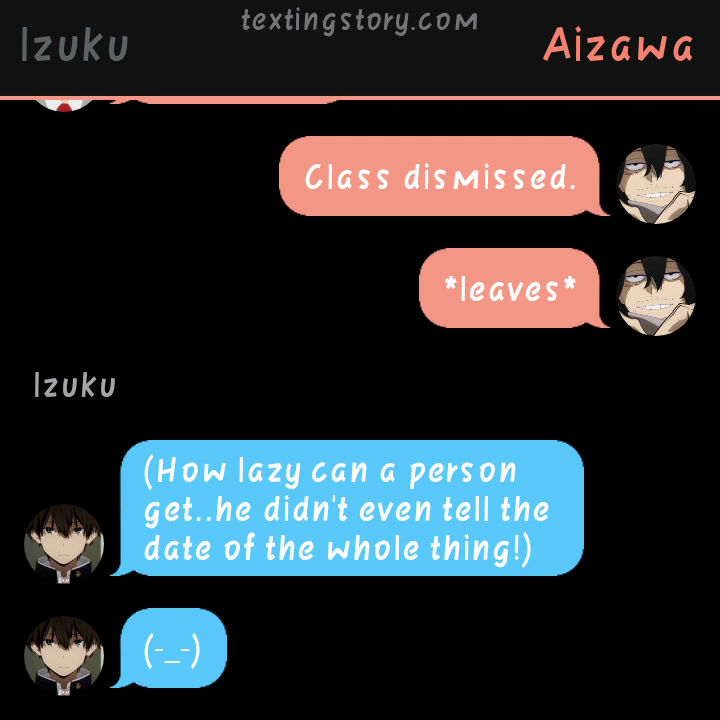 textingstory.com
Izuku
Aizawa
Class dismissed.
*leaves*
Izuku
(How lazy can a person
get..he didn't even tell the
date of the whole thing!)
(-_-)